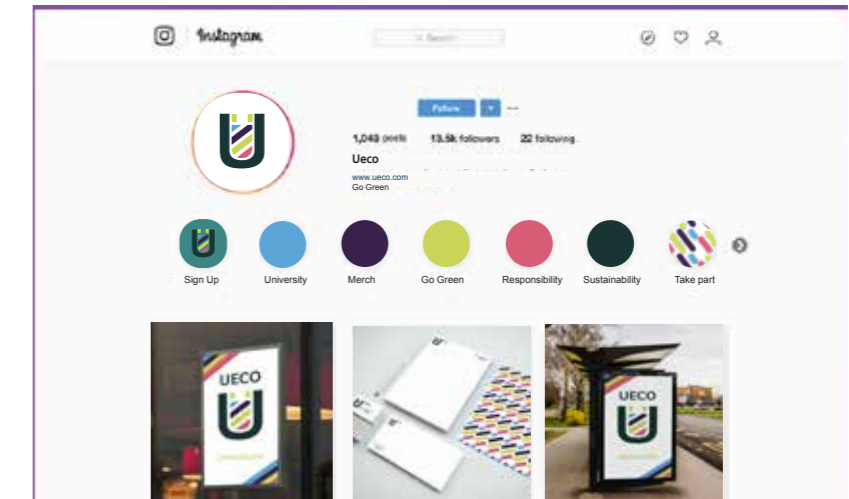 Instagram
Search
Follow
1,043 posts 13.5k followers 22 following
Ueco
www.ueco.com
Go Green
Sign Up University Merch Go Green Responsibility Sustainability Take part
UECO
UECO